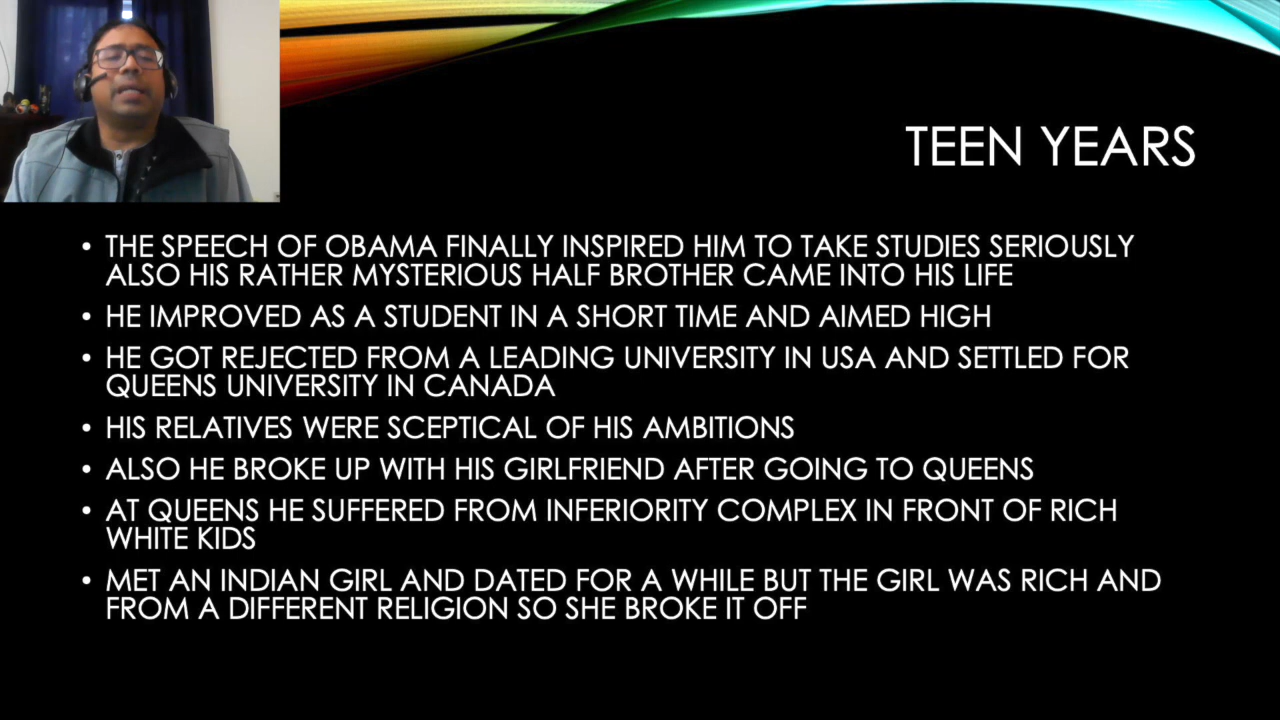 TEEN YEARS
• THE SPEECH OF OBAMA FINALLY INSPIRED HIM TO TAKE STUDIES SERIOUSLY
ALSO HIS RATHER MYSTERIOUS HALF BROTHER CAME INTO HIS LIFE
• HE IMPROVED AS A STUDENT IN A SHORT TIME AND AIMED HIGH
• HE GOT REJECTED FROM A LEADING UNIVERSITY IN USA AND SETTLED FOR
QUEENS UNIVERSITY IN CANADA
• HIS RELATIVES WERE SCEPTICAL OF HIS AMBITIONS
• ALSO HE BROKE UP WITH HIS GIRLFRIEND AFTER GOING TO QUEENS
• AT QUEENS HE SUFFERED FROM INFERIORITY COMPLEX IN FRONT OF RICH
WHITE KIDS
• MET AN INDIAN GIRL AND DATED FOR A WHILE BUT THE GIRL WAS RICH AND
FROM A DIFFERENT RELIGION SO SHE BROKE IT OFF